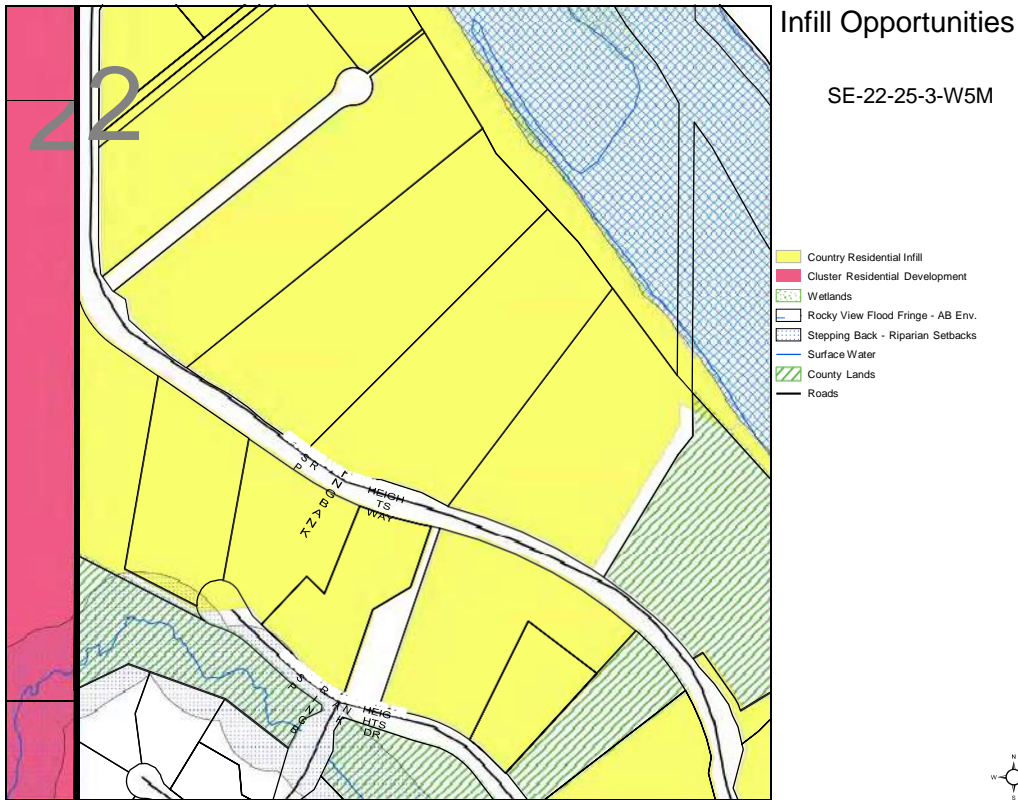 Infill Opportunities
SE-22-25-3-W5M
22
Country Residential Infill
Cluster Residential Development
Wetlands
Rocky View Flood Fringe - AB Env.
Stepping Back - Riparian Setbacks
Surface Water
County Lands
Roads
SPRINGBANK HEIGHTS WAY
SPRINGBANK HEIGHTS DR
N
W
S